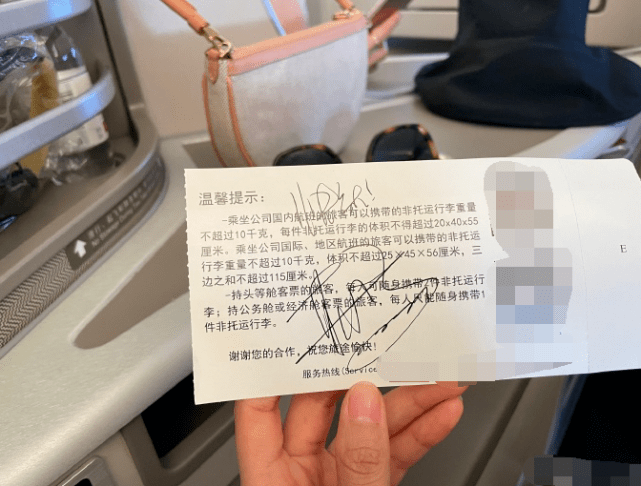 温馨提示：
-乘坐公司国内航班的旅客可以携带的非托运行李重量
不超过10千克，每件非托运行李的体积不得超过20x40x55
厘米。乘坐公司国际、地区航班的旅客可以携带的非托运
行李重量不超过10千克，体积不超过25×45×56厘米，三
边之和不超过115厘米。
-持头等舱客票的旅客，每人可随身携带2件非托运行
李；持公务舱或经济舱客票的旅客，每人只能随身携带1
件非托运行李。
谢谢您的合作，祝您旅途愉快！
服务热线(Service
E